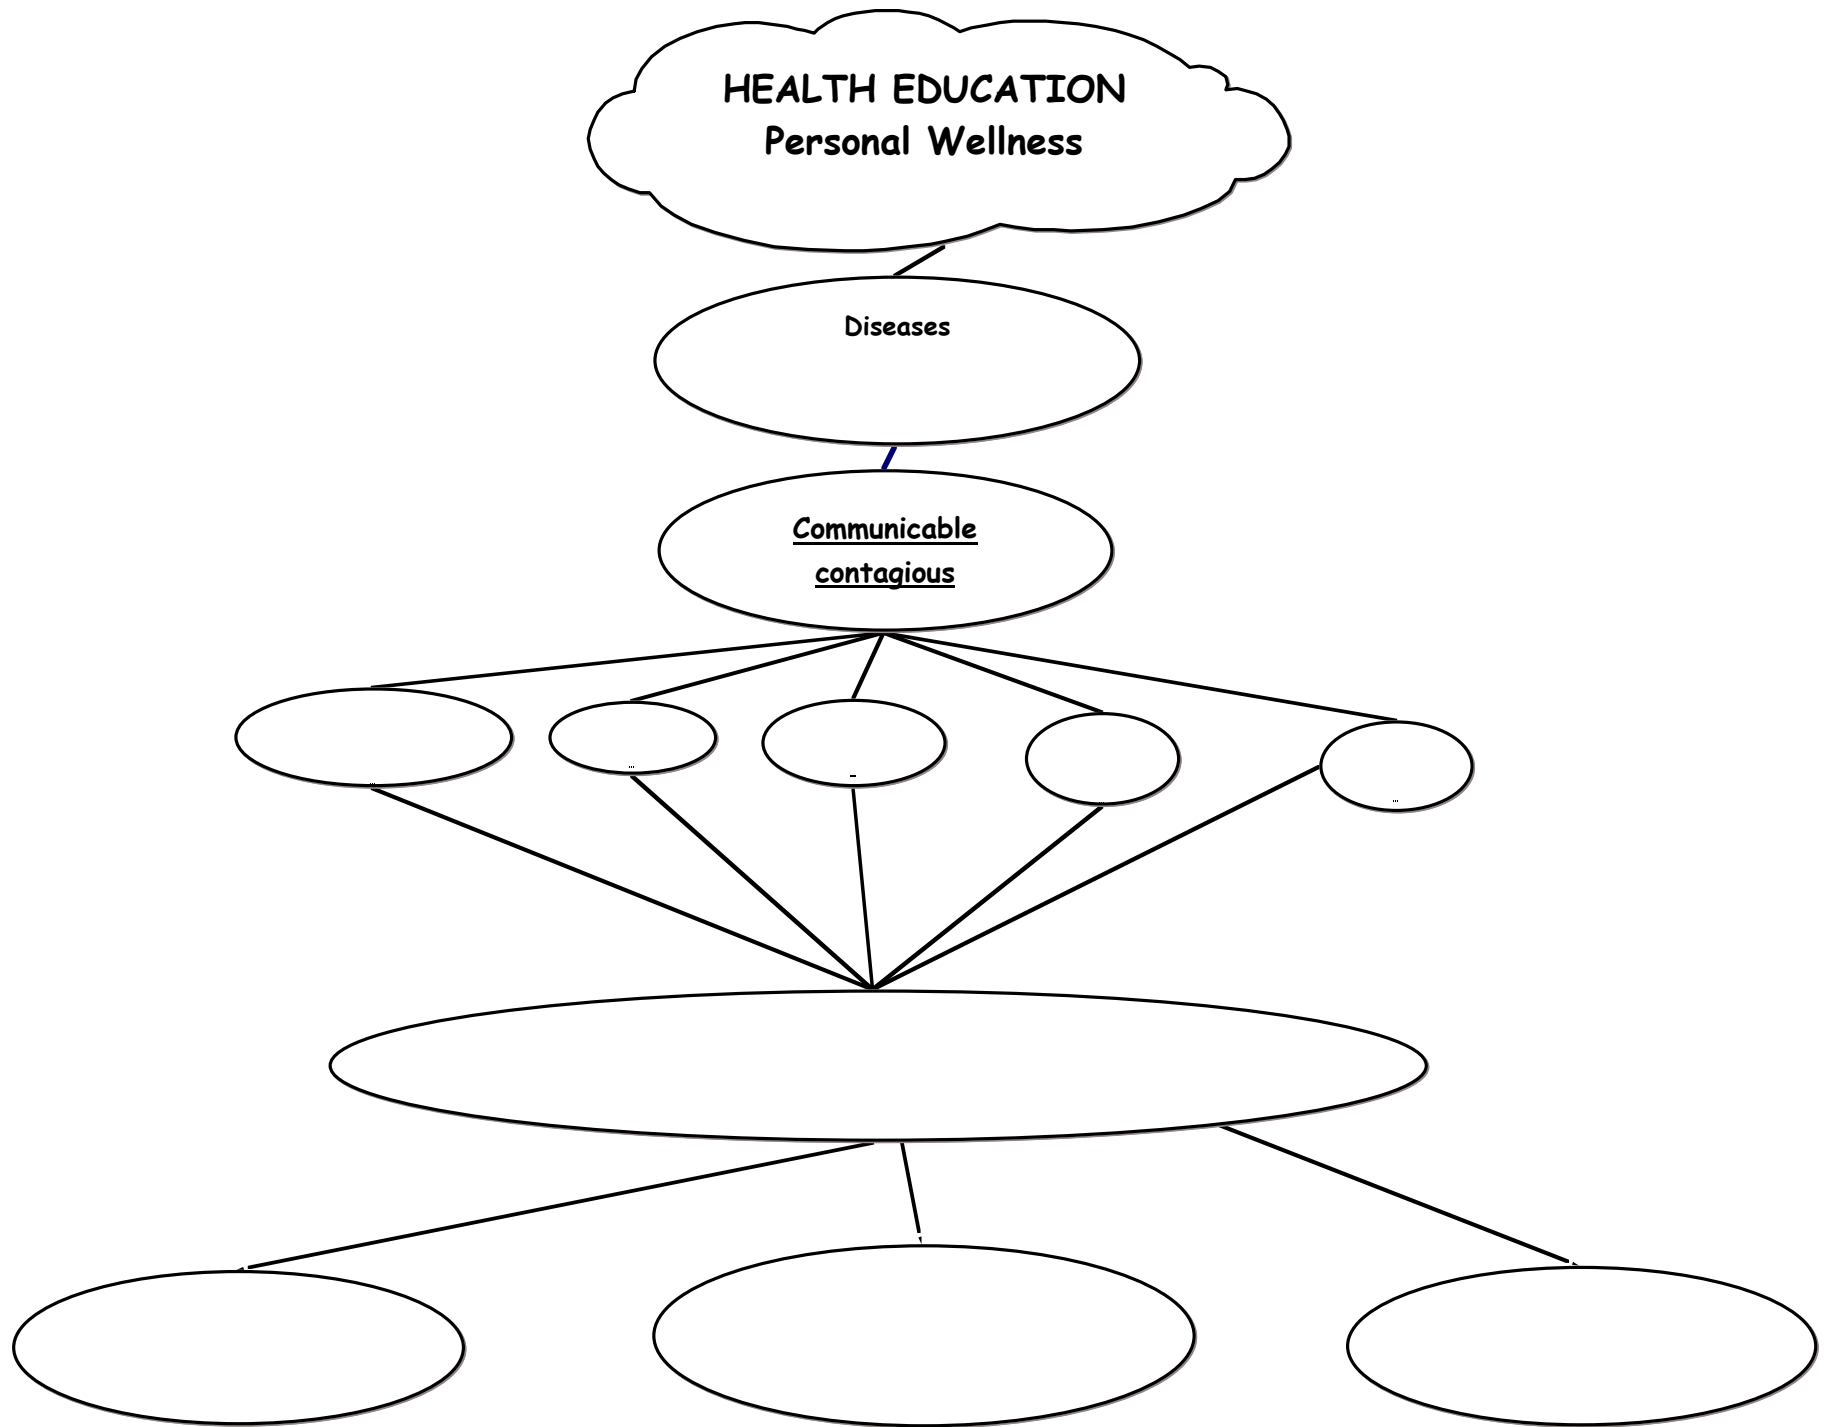 HEALTH EDUCATION
Personal Wellness
Diseases
Communicable
contagious